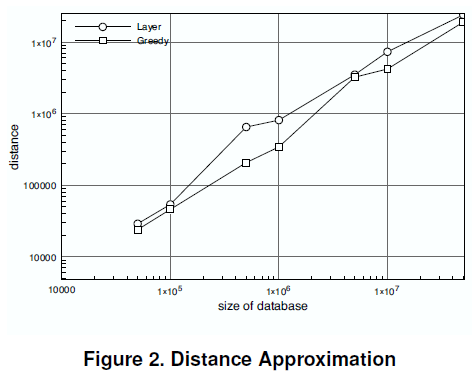 Layer
Greedy
1×10⁷
1×10⁶
100000
10000
distance
10000
1×10⁵
1×10⁶
1×10⁷
size of database
Figure 2. Distance Approximation